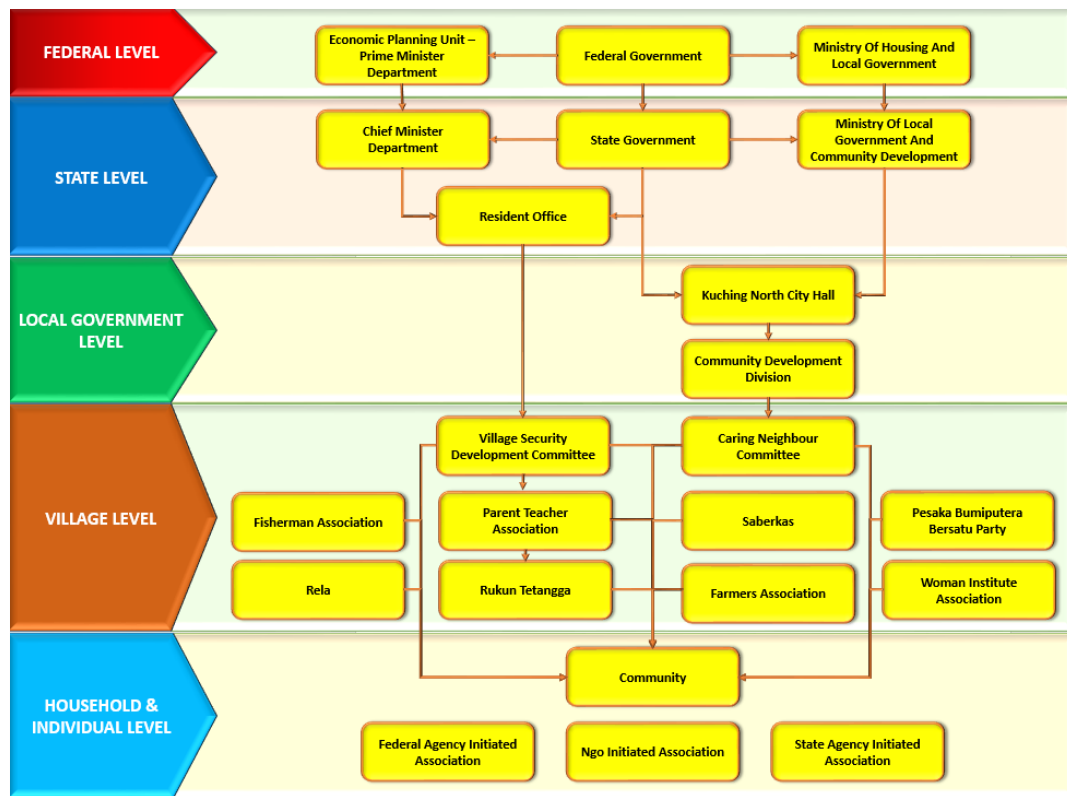 FEDERAL LEVEL
Economic Planning Unit –
Prime Minister
Department
Federal Government
Ministry Of Housing And
Local Government
STATE LEVEL
Chief Minister
Department
State Government
Ministry Of Local
Government And
Community Development
Resident Office
LOCAL GOVERNMENT
LEVEL
Kuching North City Hall
Community Development
Division
VILLAGE LEVEL
Village Security
Development Committee
Caring Neighbour
Committee
Fisherman Association
Parent Teacher
Association
Saberkas
Pesaka Bumiputera
Bersatu Party
Rela
Rukun Tetangga
Farmers Association
Woman Institute
Association
HOUSEHOLD &
INDIVIDUAL LEVEL
Community
Federal Agency Initiated
Association
Ngo Initiated Association
State Agency Initiated
Association